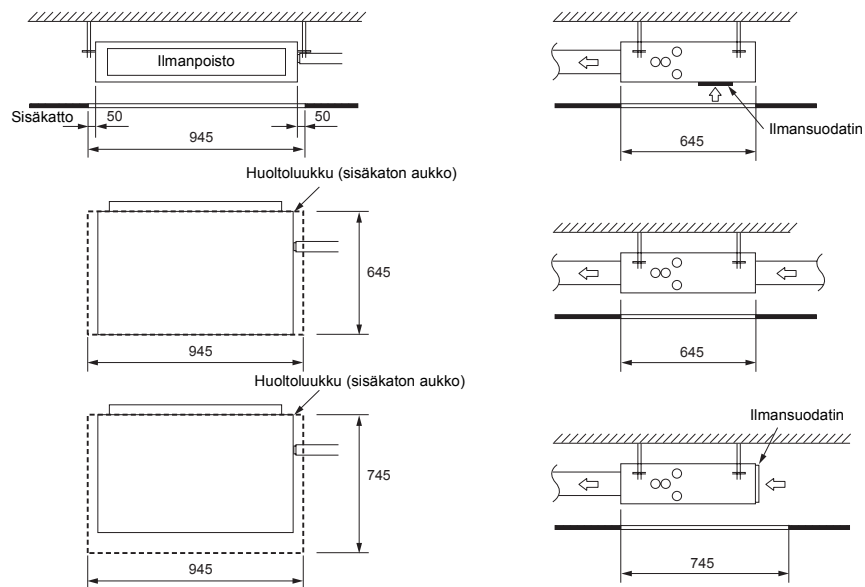 Ilmanpoisto
Sisäkatto
50
50
945
Ilmansuodatin
645
Huoltoluukku (sisäkaton aukko)
645
945
645
Huoltoluukku (sisäkaton aukko)
745
945
Ilmansuodatin
745